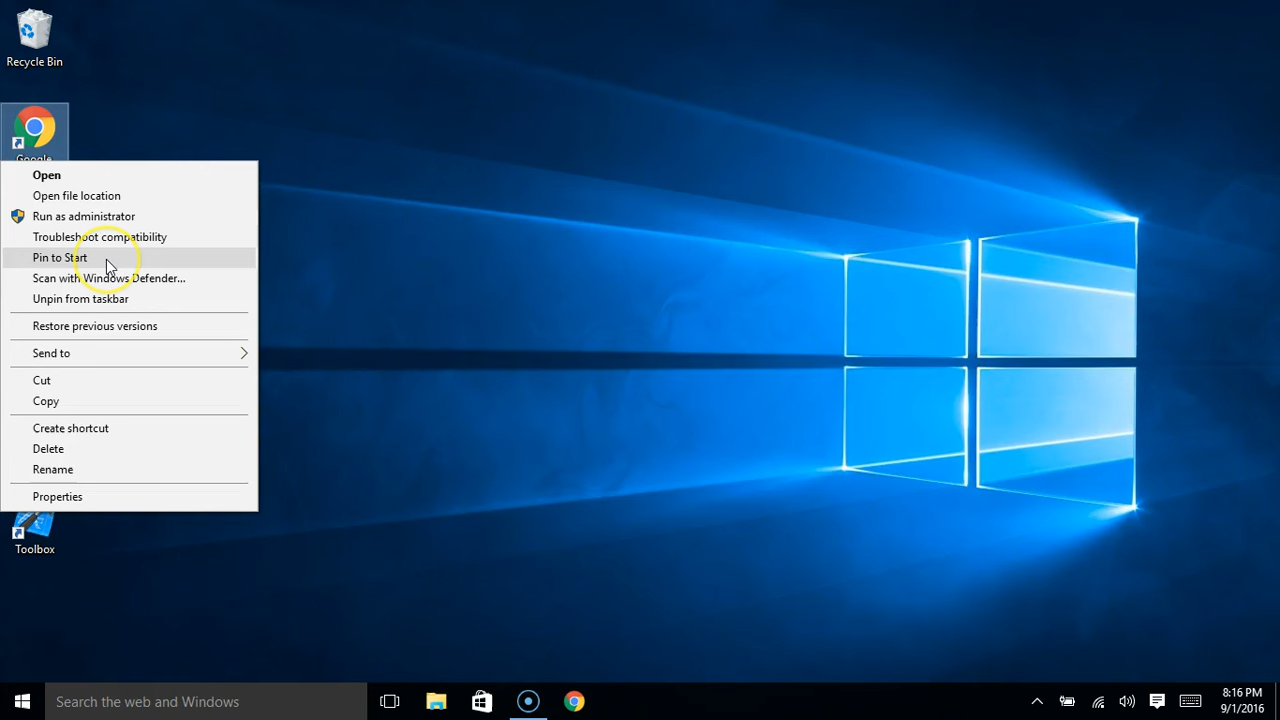 Recycle Bin
Google
Open
Open file location
Run as administrator
Troubleshoot compatibility
Pin to Start
Scan with Windows Defender...
Unpin from taskbar
Restore previous versions
Send to
Cut
Copy
Create shortcut
Delete
Rename
Properties
Toolbox
Search the web and Windows
8:16 PM
9/1/2016